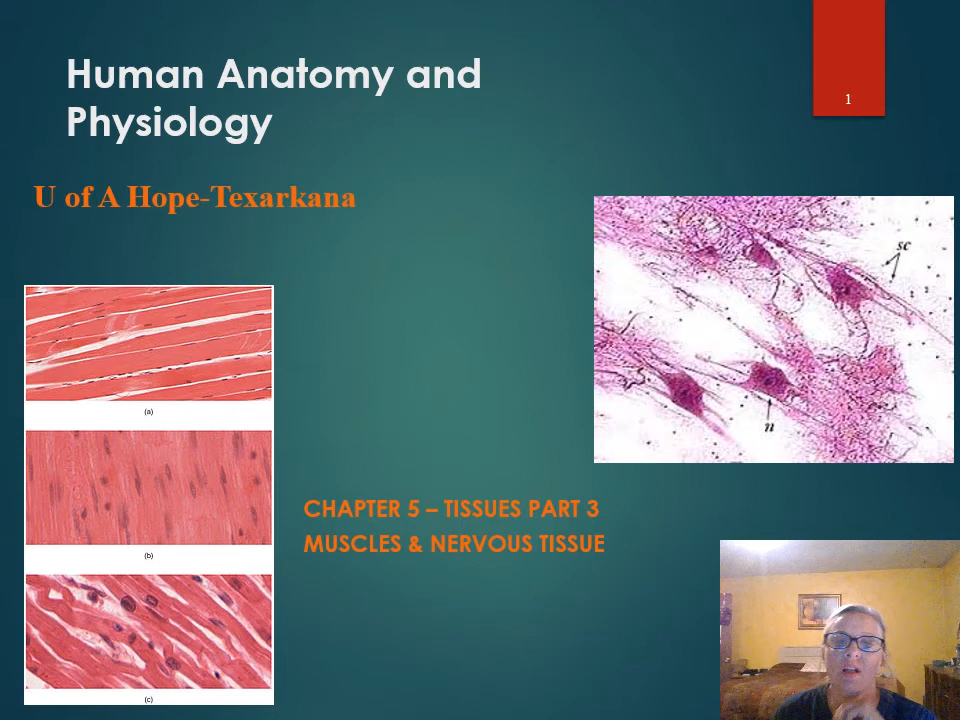 Human Anatomy and
Physiology
1
U of A Hope-Texarkana
sc
n
(a)
(b)
(c)
CHAPTER 5 – TISSUES PART 3
MUSCLES & NERVOUS TISSUE